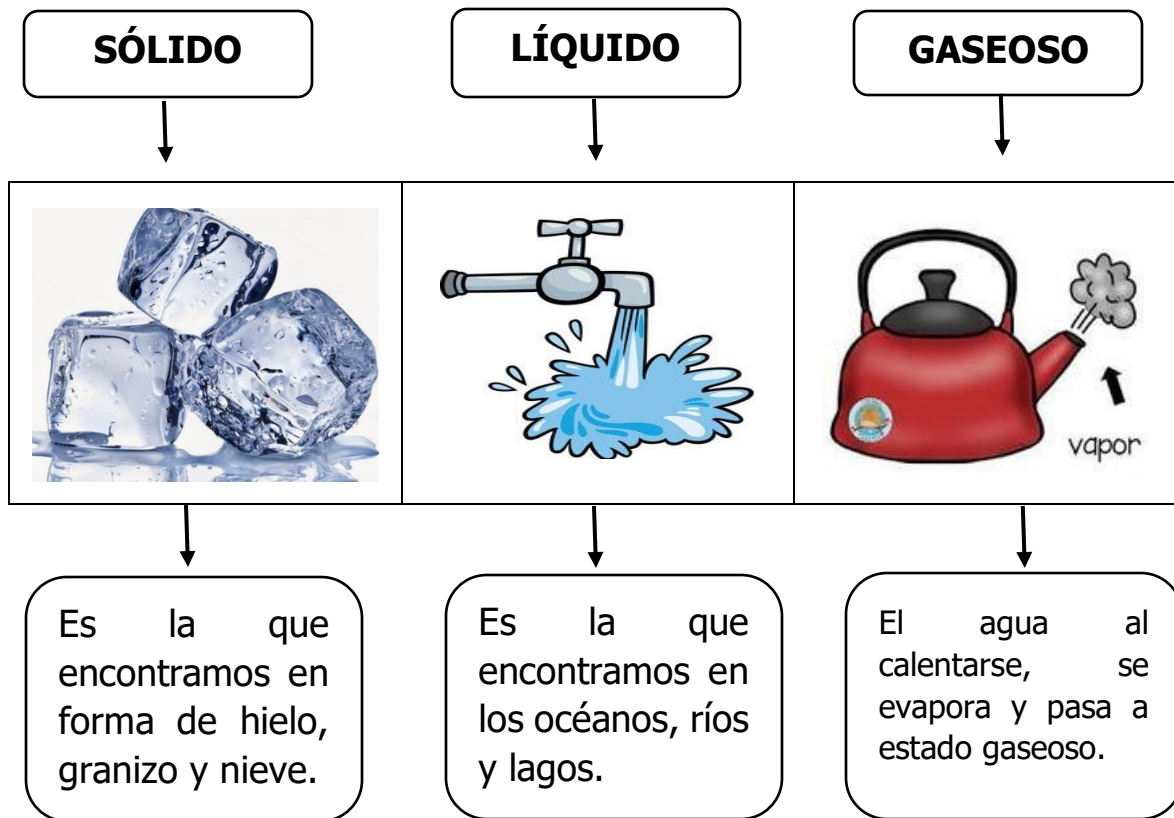 SÓLIDO
LÍQUIDO
GASEOSO
vapor
Es la que
encontramos en
forma de hielo,
granizo y nieve.
Es la que
encontramos en
los océanos, ríos
y lagos.
El agua al
calentarse, se
evapora y pasa a
estado gaseoso.